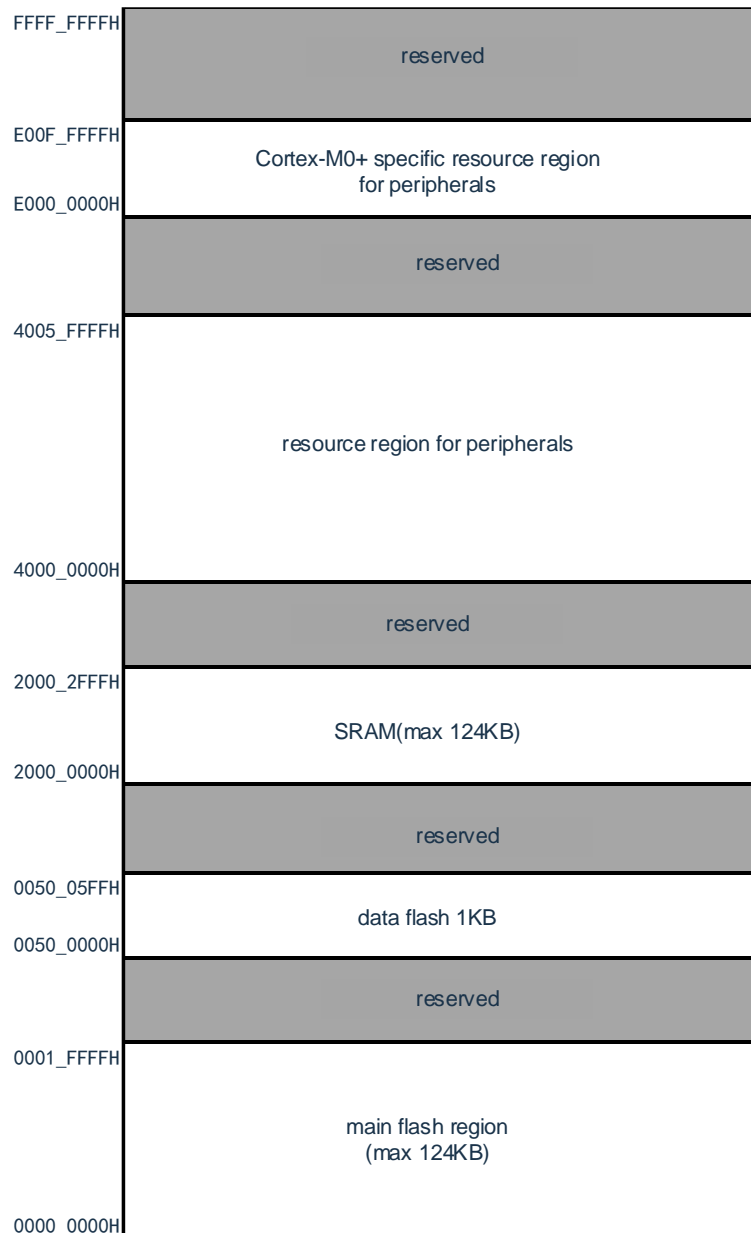 FFFF_FFFFH
reserved
E00F_FFFFH
Cortex-M0+ specific resource region
for peripherals
E000_0000H
reserved
4005_FFFFH
resource region for peripherals
4000_0000H
reserved
2000_2FFFH
SRAM(max 124KB)
2000_0000H
reserved
0050_05FFH
data flash 1KB
0050_0000H
reserved
0001_FFFFH
main flash region
(max 124KB)
0000_0000H